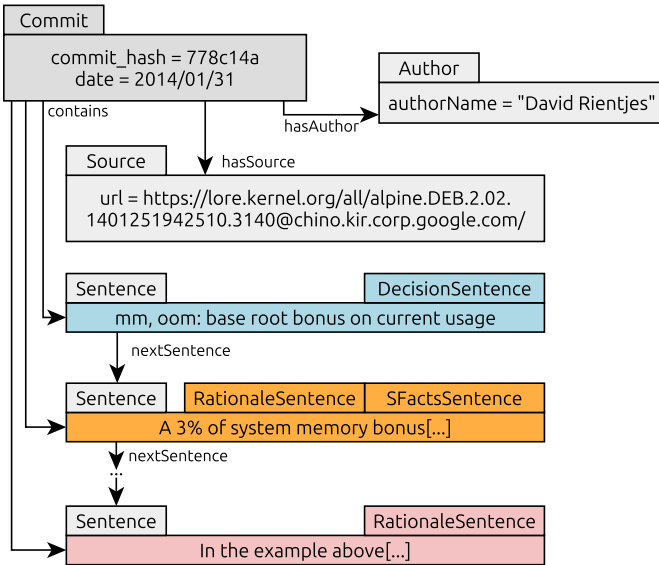 Commit
commit_hash = 778c14a
date = 2014/01/31
Author
authorName = "David Rientjes"
contains
hasAuthor
hasSource
Source
url = https://lore.kernel.org/all/alpine.DEB.2.02.
1401251942510.3140@chino.kir.corp.google.com/
Sentence
DecisionSentence
mm, oom: base root bonus on current usage
nextSentence
Sentence
RationaleSentence
SFactsSentence
A 3% of system memory bonus[...]
nextSentence
...
Sentence
RationaleSentence
In the example above[...]